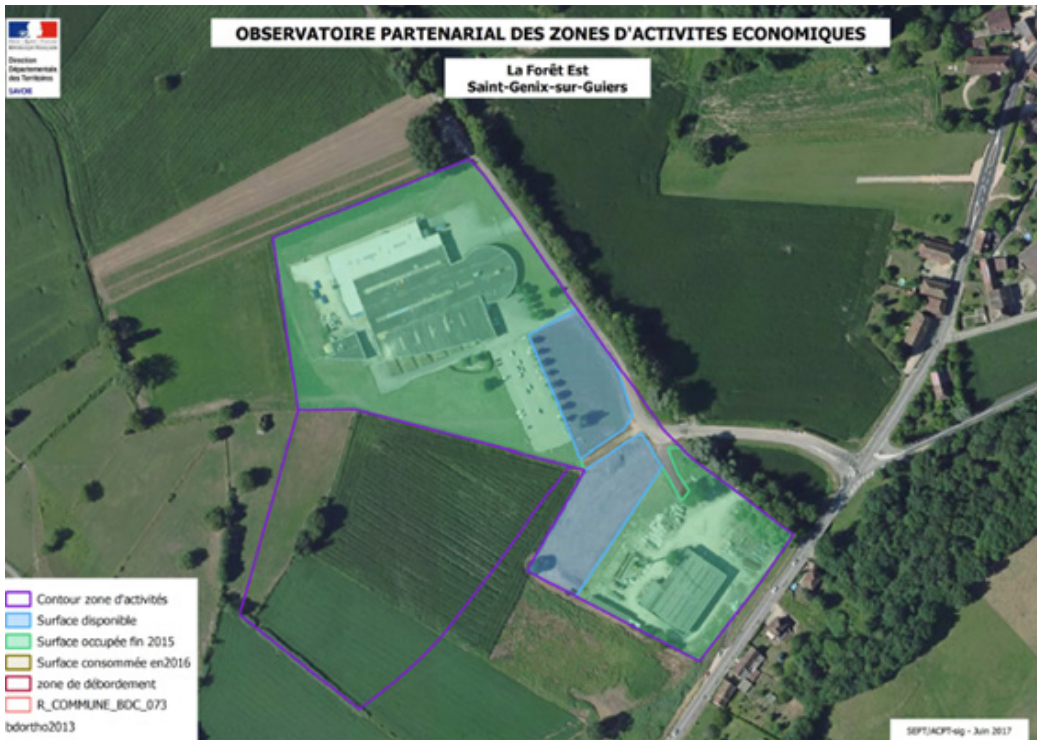 OBSERVATOIRE PARTENARIAL DES ZONES D'ACTIVITES ECONOMIQUES
Direction
Départementale
des Territoires
SAVOIE
La Forêt Est
Saint-Genix-sur-Guiers
Contour zone d'activités
Surface disponible
Surface occupée fin 2015
Surface consommée en2016
zone de débordement
R_COMMUNE_BDC_073
bdortho2013
SEPT/ACPT-sig - Juin 2017